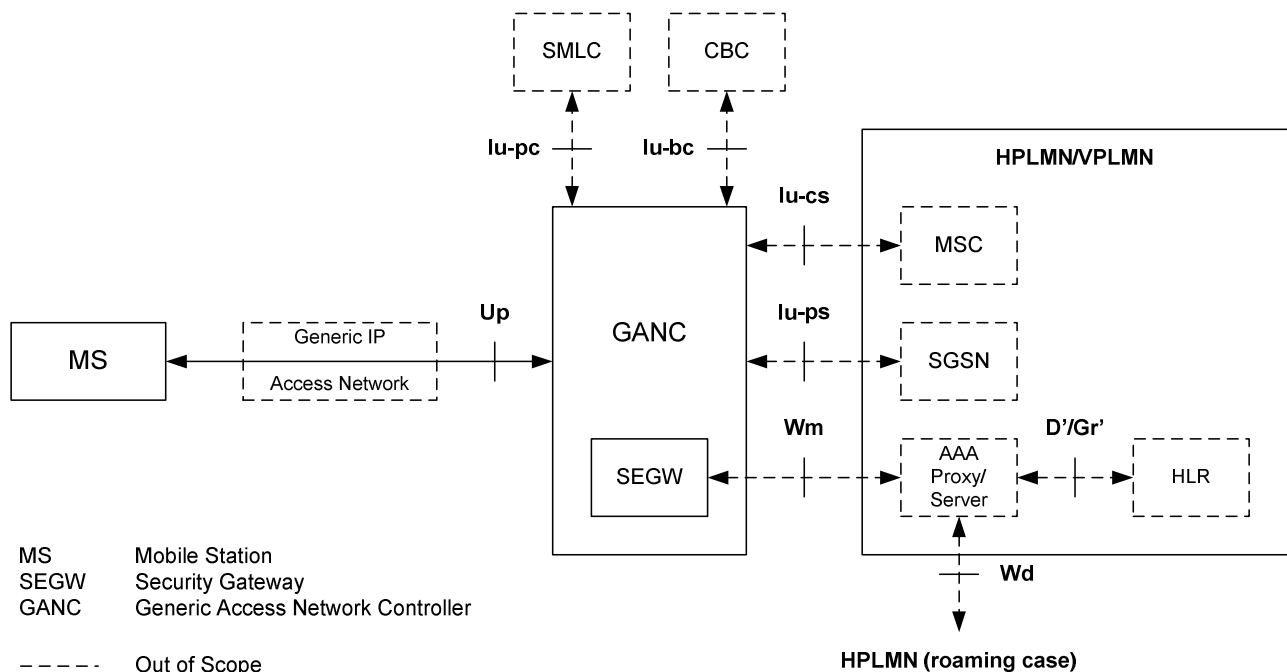 SMLC
CBC
Iu-pc
Iu-bc
HPLMN/VPLMN
Iu-cs
MSC
Up
Generic IP
Access Network
MS
GANC
Iu-ps
SGSN
Wm
D’/Gr’
SEGW
AAA
Proxy/
Server
HLR
Wd
MS Mobile Station
SEGW Security Gateway
GANC Generic Access Network Controller
Out of Scope
HPLMN (roaming case)